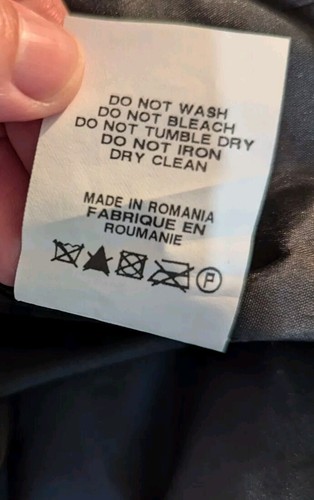 DO NOT WASH
DO NOT BLEACH
DO NOT TUMBLE DRY
DO NOT IRON
DRY CLEAN
MADE IN ROMANIA
FABRIQUE EN
ROUMANIE
P